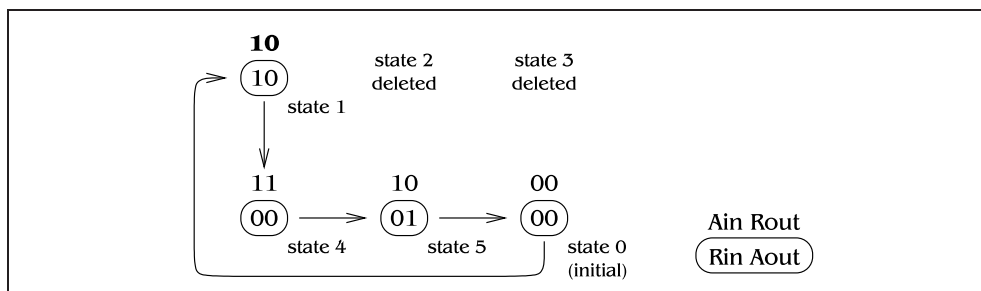 10
10
state 1
state 2
deleted
state 3
deleted
11
00
state 4
10
01
state 5
00
00
state 0
(initial)
Ain Rout
Rin Aout